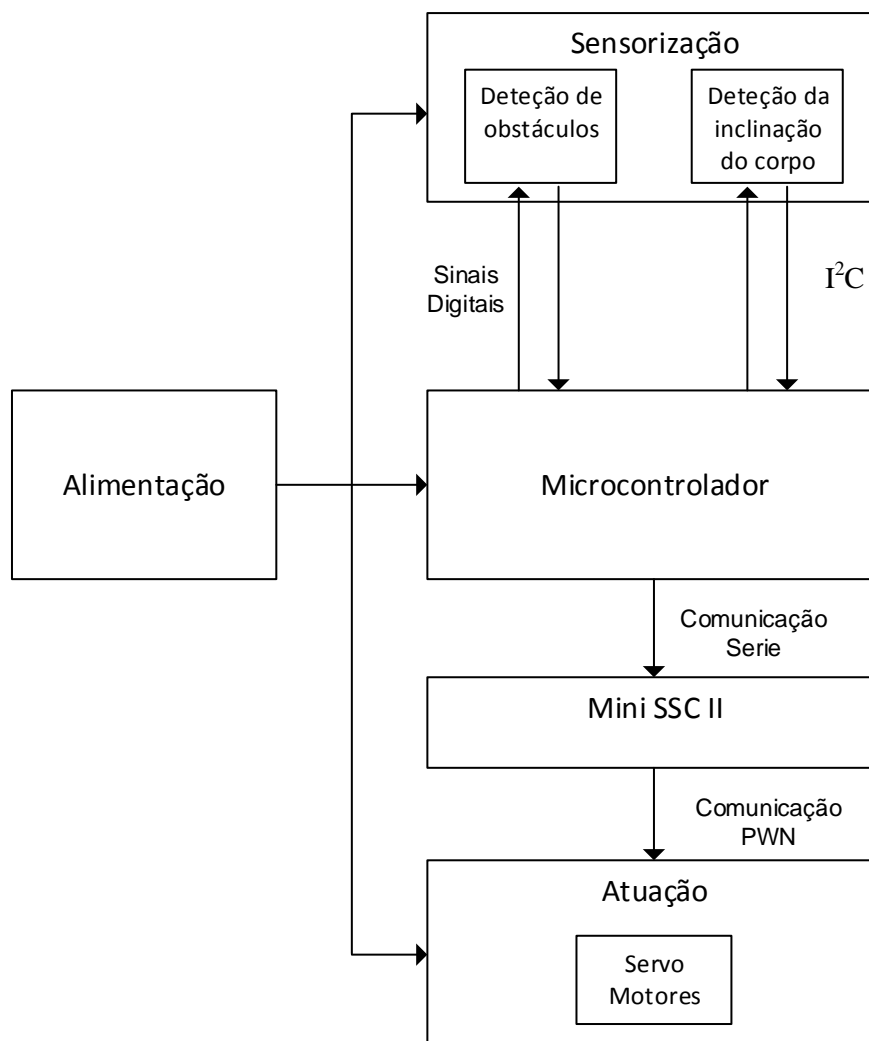 Sensorização
Deteção de
obstáculos
Deteção da
inclinação
do corpo
Sinais
Digitais
I²C
Alimentação
Microcontrolador
Comunicação
Serie
Mini SSC II
Comunicação
PWN
Atuação
Servo
Motores